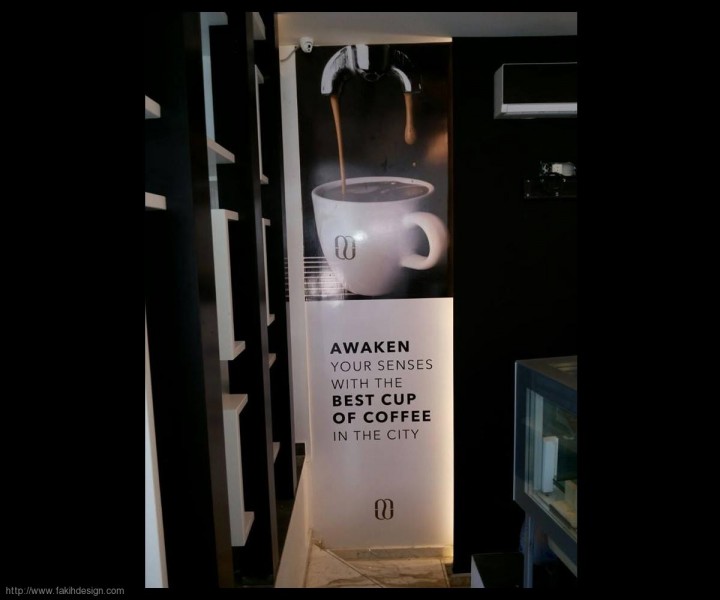 AWAKEN
YOUR SENSES
WITH THE
BEST CUP
OF COFFEE
IN THE CITY
http://www.fakihdesign.com